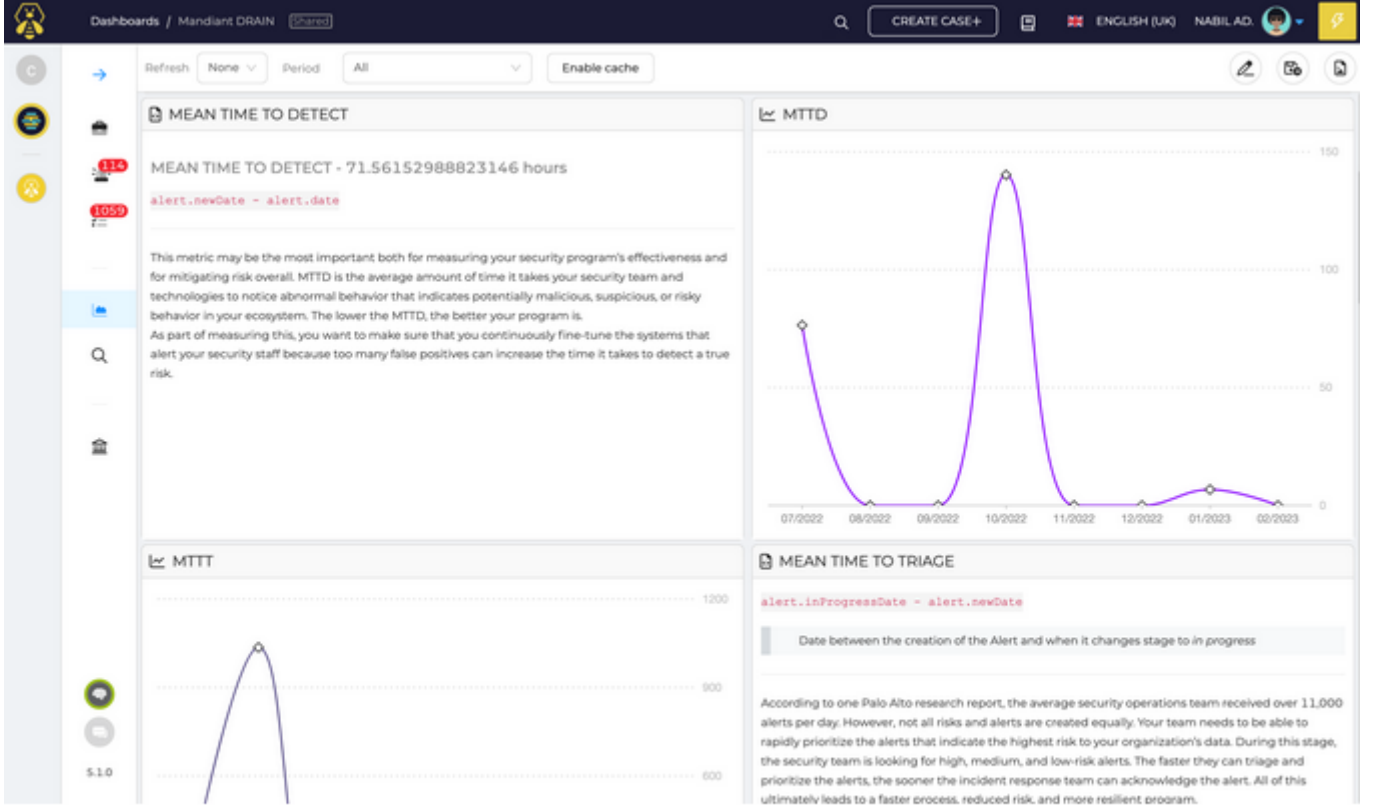 Dashboards / Mandiant DRAIN (Shared)
CREATE CASE+
ENGLISH (UK)
NABIL AD.
C
114
1059
5.1.0
Refresh None Period All Enable cache
MEAN TIME TO DETECT
MEAN TIME TO DETECT - 71.56152988823146 hours
alert.newDate - alert.date
This metric may be the most important both for measuring your security program's effectiveness and
for mitigating risk overall. MTTD is the average amount of time it takes your security team and
technologies to notice abnormal behavior that indicates potentially malicious, suspicious, or risky
behavior in your ecosystem. The lower the MTTD, the better your program is.
As part of measuring this, you want to make sure that you continuously fine-tune the systems that
alert your security staff because too many false positives can increase the time it takes to detect a true
risk.
MTTD
150
100
50
0
07/2022 08/2022 09/2022 10/2022 11/2022 12/2022 01/2023 02/2023
MTTT
1200
900
600
MEAN TIME TO TRIAGE
alert.inProgressDate - alert.newDate
Date between the creation of the Alert and when it changes stage to in progress
According to one Palo Alto research report, the average security operations team received over 11,000
alerts per day. However, not all risks and alerts are created equally. Your team needs to be able to
rapidly prioritize the alerts that indicate the highest risk to your organization's data. During this stage,
the security team is looking for high, medium, and low-risk alerts. The faster they can triage and
prioritize the alerts, the sooner the incident response team can acknowledge the alert. All of this
ultimately leads to a faster process, reduced risk, and more resilient program.